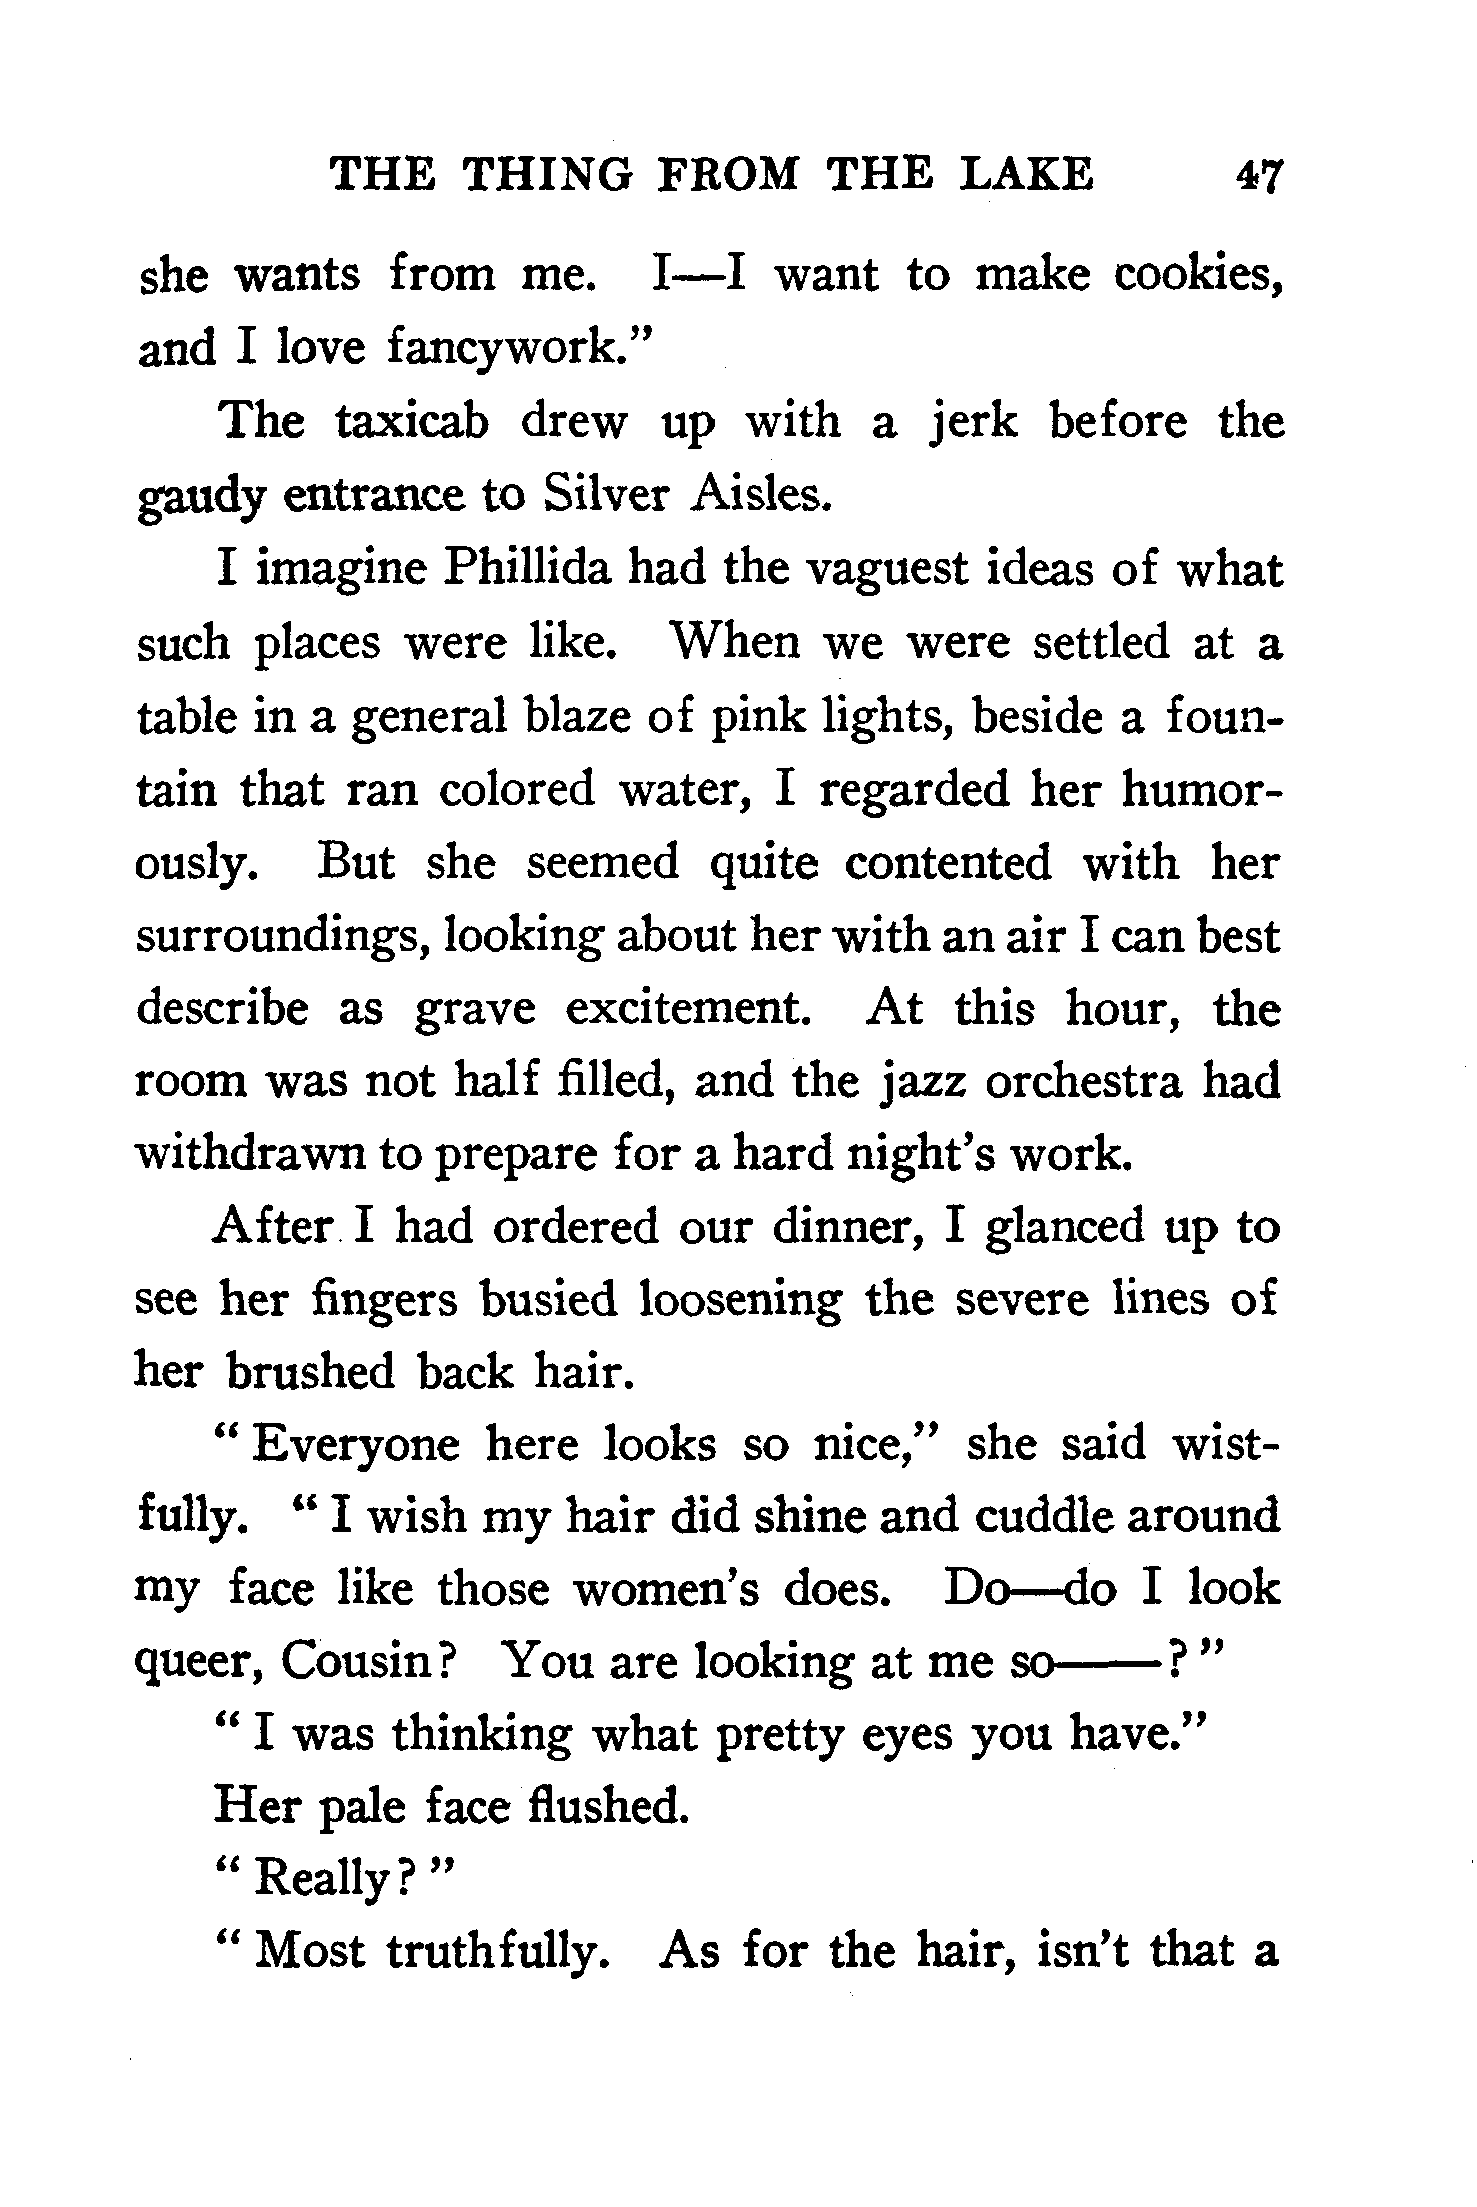 THE THING FROM THE LAKE 47
she wants from me. I—I want to make cookies,
and I love fancywork."
The taxicab drew up with a jerk before the
gaudy entrance to Silver Aisles.
I imagine Phillida had the vaguest ideas of what
such places were like. When we were settled at a
table in a general blaze of pink lights, beside a foun-
tain that ran colored water, I regarded her humor-
ously. But she seemed quite contented with her
surroundings, looking about her with an air I can best
describe as grave excitement. At this hour, the
room was not half filled, and the jazz orchestra had
withdrawn to prepare for a hard night's work.
After I had ordered our dinner, I glanced up to
see her fingers busied loosening the severe lines of
her brushed back hair.
" Everyone here looks so nice," she said wist-
fully. " I wish my hair did shine and cuddle around
my face like those women's does. Do—do I look
queer, Cousin? You are looking at me so——? "
" I was thinking what pretty eyes you have."
Her pale face flushed.
" Really? "
" Most truthfully. As for the hair, isn't that a